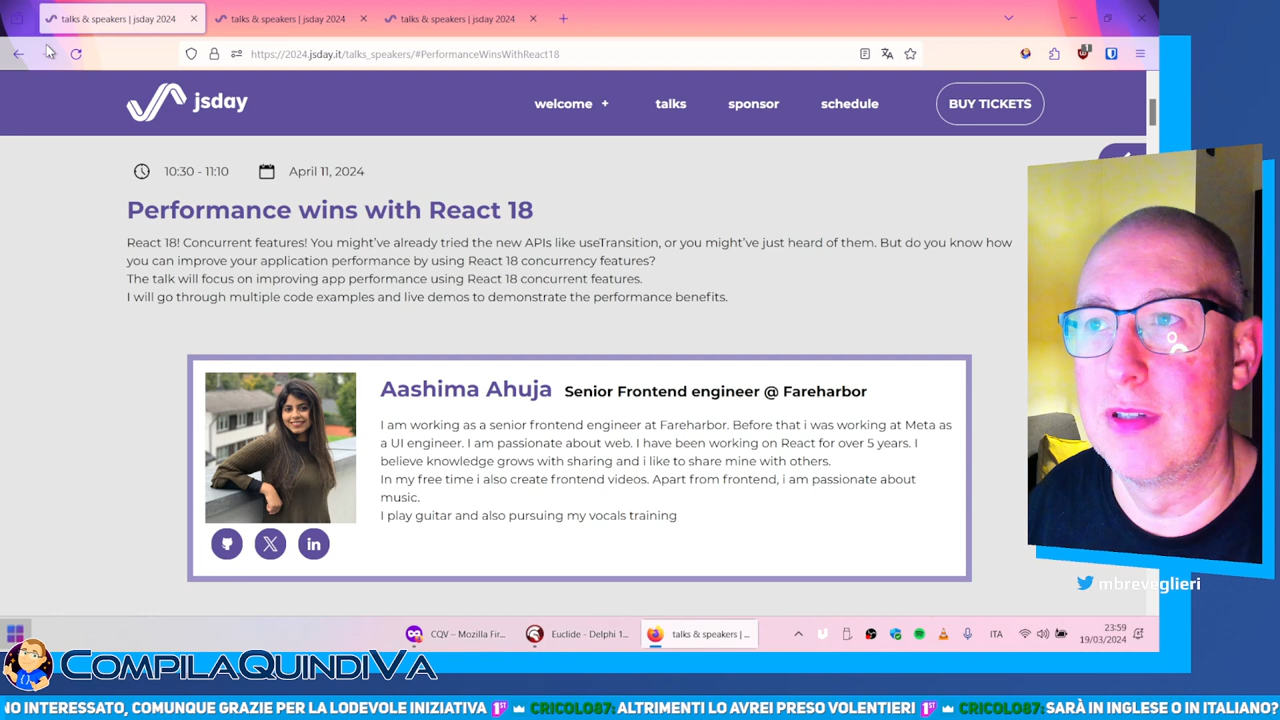 talks & speakers | jsday 2024
talks & speakers | jsday 2024
talks & speakers | jsday 2024
https://2024.jsday.it/talks_speakers/#PerformanceWinsWithReact18
1
jsday
welcome +
talks
sponsor
schedule
BUY TICKETS
10:30 - 11:10
April 11, 2024
Performance wins with React 18
React 18! Concurrent features! You might've already tried the new APIs like useTransition, or you might've just heard of them. But do you know how
you can improve your application performance by using React 18 concurrency features?
The talk will focus on improving app performance using React 18 concurrent features.
I will go through multiple code examples and live demos to demonstrate the performance benefits.
Aashima Ahuja Senior Frontend engineer @ Fareharbor
I am working as a senior frontend engineer at Fareharbor. Before that i was working at Meta as
a UI engineer. I am passionate about web. I have been working on React for over 5 years. I
believe knowledge grows with sharing and i like to share mine with others.
In my free time i also create frontend videos. Apart from frontend, i am passionate about
music.
I play guitar and also pursuing my vocals training
mbreveglieri
CQV – Mozilla Fir...
Euclide - Delphi 1...
talks & speakers | ...
ITA
23:59
19/03/2024
COMPILAQUINDIVA
NO INTERESSATO, COMUNQUE GRAZIE PER LA LODEVOLE INIZIATIVA 1ST CRICOLO87: ALTRIMENTI LO AVREI PRESO VOLENTIERI 1ST CRICOLO87: SARÀ IN INGLESE O IN ITALIANO?